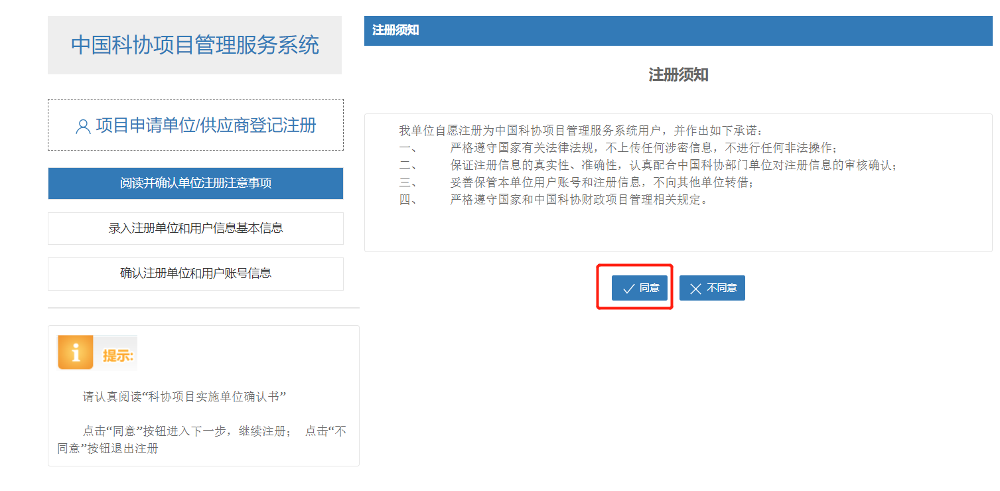 中国科协项目管理服务系统
项目申请单位/供应商登记注册
阅读并确认单位注册注意事项
录入注册单位和用户信息基本信息
确认注册单位和用户账号信息
i 提示:
请认真阅读“科协项目实施单位确认书”
点击“同意”按钮进入下一步，继续注册； 点击“不
同意”按钮退出注册
注册须知
注册须知
我单位自愿注册为中国科协项目管理服务系统用户，并作出如下承诺：
一、 严格遵守国家有关法律法规，不上传任何涉密信息，不进行任何非法操作；
二、 保证注册信息的真实性、准确性，认真配合中国科协部门单位对注册信息的审核确认；
三、 妥善保管本单位用户账号和注册信息，不向其他单位转借；
四、 严格遵守国家和中国科协财政项目管理相关规定。
同意 不同意